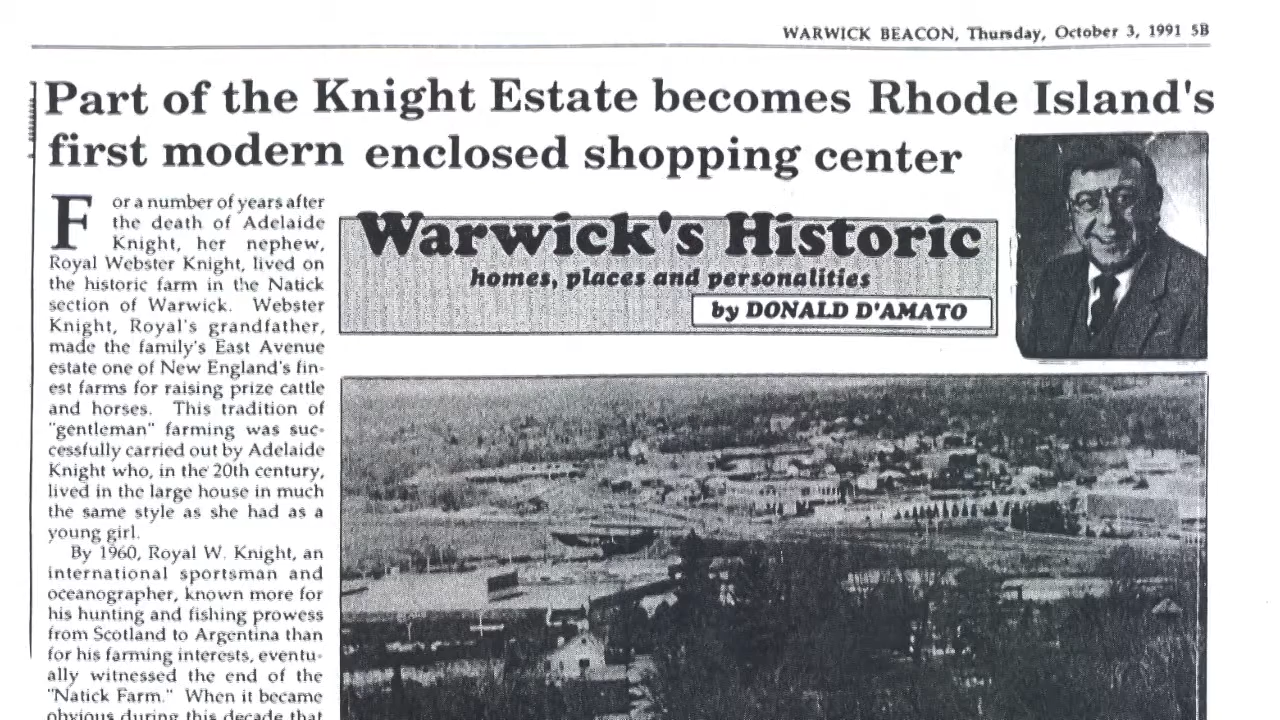 WARWICK BEACON, Thursday, October 3, 1991 5B
Part of the Knight Estate becomes Rhode Island's
first modern enclosed shopping center
For a number of years after
the death of Adelaide
Knight, her nephew,
Royal Webster Knight, lived on
the historic farm in the Natick
section of Warwick. Webster
Knight, Royal's grandfather,
made the family's East Avenue
estate one of New England's fin-
est farms for raising prize cattle
and horses. This tradition of
"gentleman" farming was suc-
cessfully carried out by Adelaide
Knight who, in the 20th century,
lived in the large house in much
the same style as she had as a
young girl.
By 1960, Royal W. Knight, an
international sportsman and
oceanographer, known more for
his hunting and fishing prowess
from Scotland to Argentina than
for his farming interests, eventu-
ally witnessed the end of the
"Natick Farm." When it became
obvious during this decade that
Warwick's Historic
homes, places and personalities
by DONALD D'AMATO